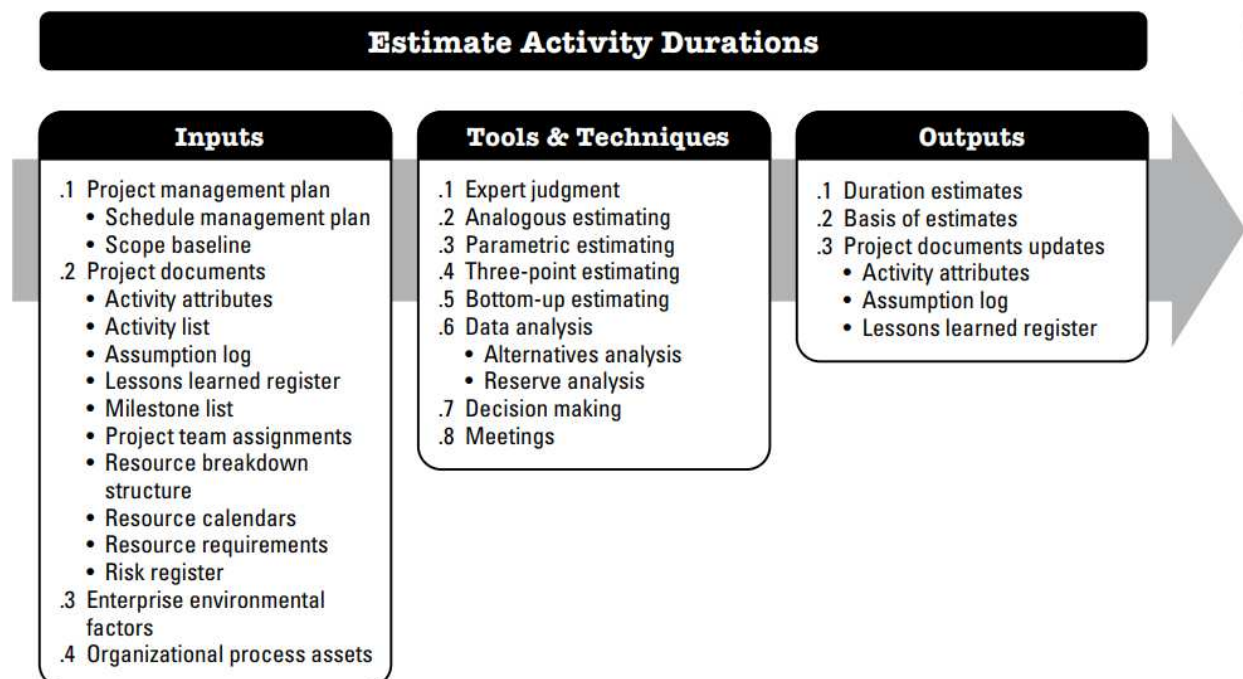 Estimate Activity Durations
Inputs
.1 Project management plan
• Schedule management plan
• Scope baseline
.2 Project documents
• Activity attributes
• Activity list
• Assumption log
• Lessons learned register
• Milestone list
• Project team assignments
• Resource breakdown
structure
• Resource calendars
• Resource requirements
• Risk register
.3 Enterprise environmental
factors
.4 Organizational process assets
Tools & Techniques
.1 Expert judgment
.2 Analogous estimating
.3 Parametric estimating
.4 Three-point estimating
.5 Bottom-up estimating
.6 Data analysis
• Alternatives analysis
• Reserve analysis
.7 Decision making
.8 Meetings
Outputs
.1 Duration estimates
.2 Basis of estimates
.3 Project documents updates
• Activity attributes
• Assumption log
• Lessons learned register